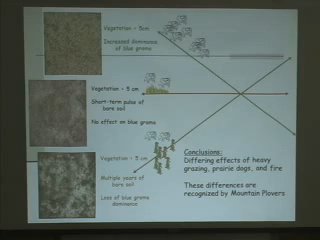 Vegetation < 5cm
Increased dominance
of blue grama
Vegetation < 5 cm
Short-term pulse of
bare soil
No effect on blue grama
Vegetation < 5 cm
Multiple years of
bare soil
Loss of blue grama
dominance
Conclusions:
Differing effects of heavy
grazing, prairie dogs, and fire
These differences are
recognized by Mountain Plovers